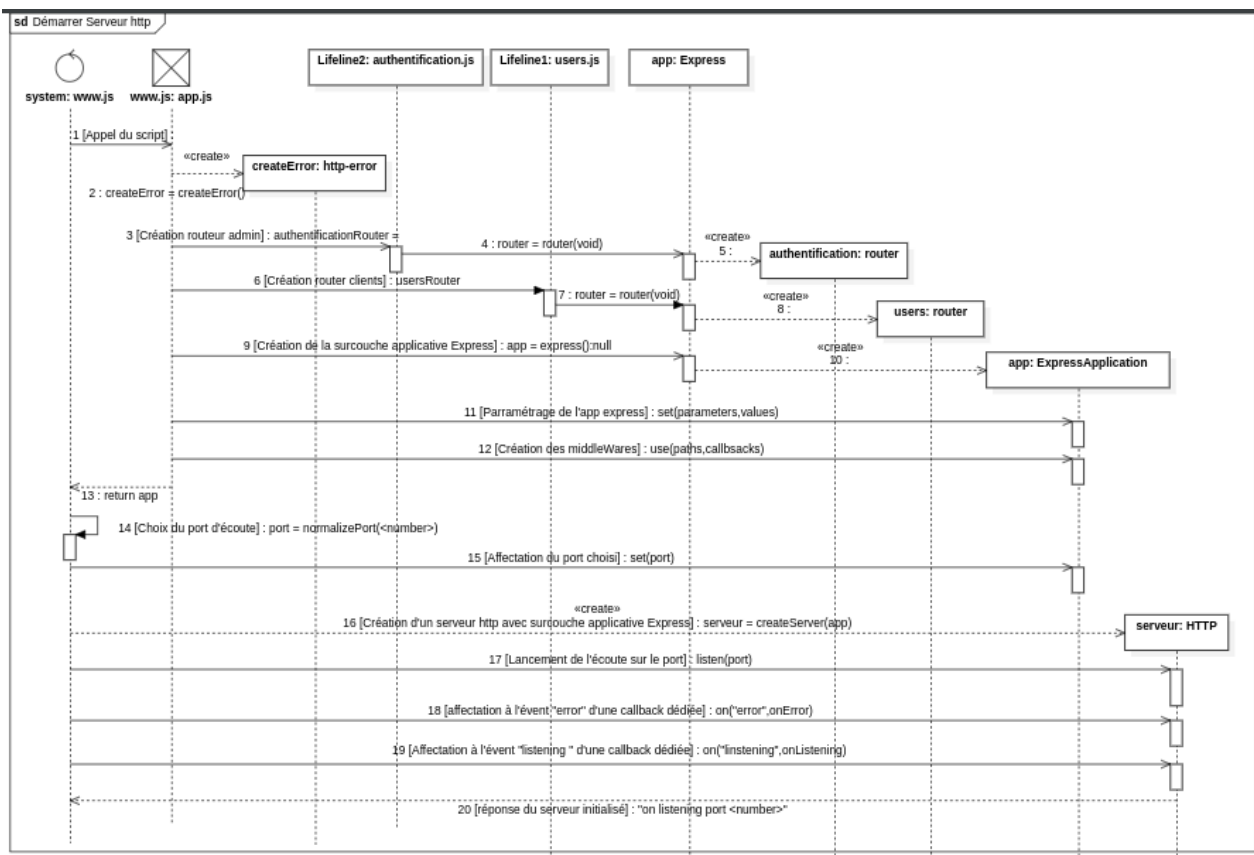 sd Démarrer Serveur http
Lifeline2: authentification.js
Lifeline1: users.js
app: Express
system: www.js
www.js: app.js
1 [Appel du script]
«create»
createError: http-error
2 : createError = createError()
3 [Création routeur admin] : authentificationRouter =
4 : router = router(void)
«create»
5 :
authentification: router
6 [Création router clients] : usersRouter
7 : router = router(void)
«create»
8 :
users: router
9 [Création de la surcouche applicative Express] : app = express():null
«create»
10 :
app: ExpressApplication
11 [Parramétrage de l'app express] : set(parameters,values)
12 [Création des middleWares] : use(paths,callbsacks)
13 : return app
14 [Choix du port d'écoute] : port = normalizePort(<number>)
15 [Affectation du port choisi] : set(port)
«create»
16 [Création d'un serveur http avec surcouche applicative Express] : serveur = createServer(app)
serveur: HTTP
17 [Lancement de l'écoute sur le port] : listen(port)
18 [affectation à l'évent "error" d'une callback dédiée] : on("error",onError)
19 [Affectation à l'évent "listening " d'une callback dédiée] : on("linstening",onListening)
20 [réponse du serveur initialisé] : "on listening port <number>"